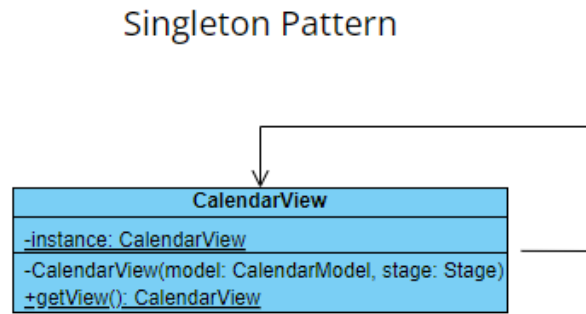 Singleton Pattern
CalendarView
-instance: CalendarView
-CalendarView(model: CalendarModel, stage: Stage)
+getView(): CalendarView